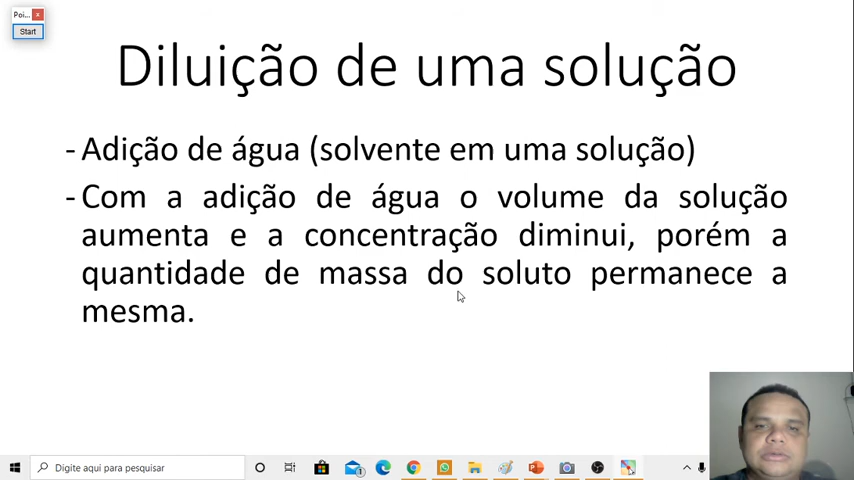 Poi...
Start
Diluição de uma solução
- Adição de água (solvente em uma solução)
- Com a adição de água o volume da solução
aumenta e a concentração diminui, porém a
quantidade de massa do soluto permanece a
mesma.
Digite aqui para pesquisar